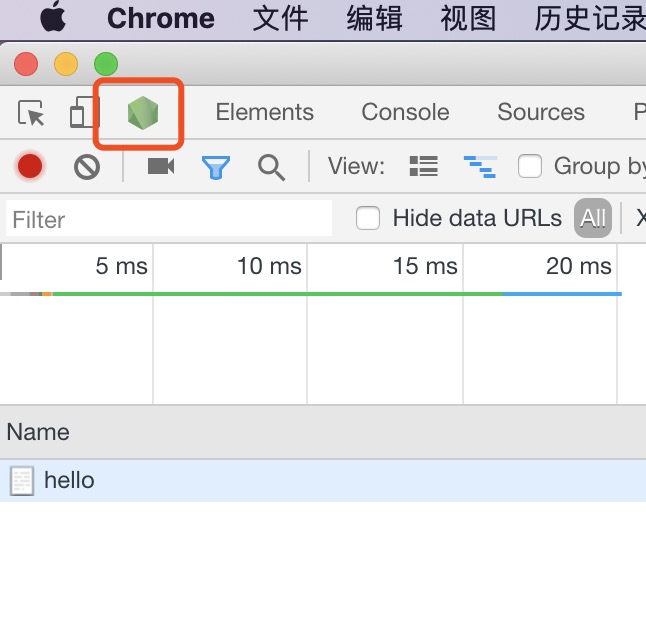 Chrome 文件 编辑 视图 历史记录
Elements Console Sources P
View: Group by
Filter Hide data URLs All X
5 ms 10 ms 15 ms 20 ms
Name
hello